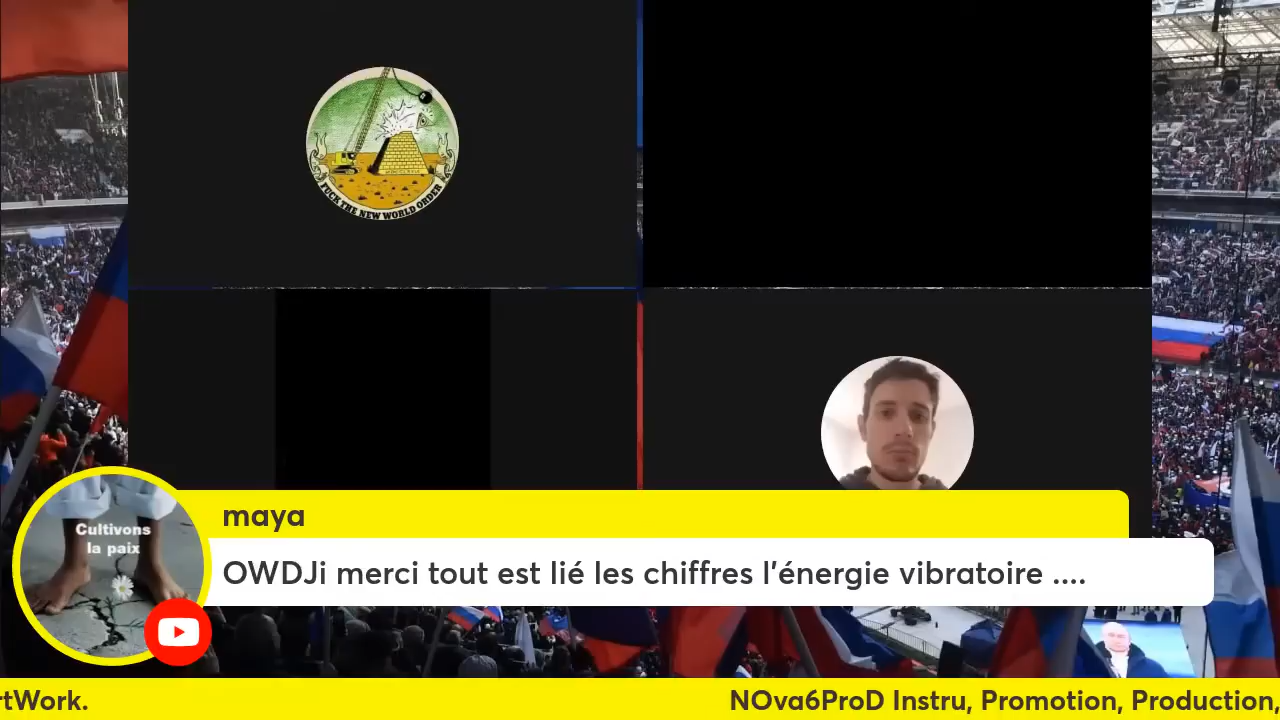 FUCK THE NEW WORLD ORDER
Cultivons
la paix
maya
OWDJi merci tout est lié les chiffres l'énergie vibratoire ....
rtWork.
NOva6ProD Instru, Promotion, Production,